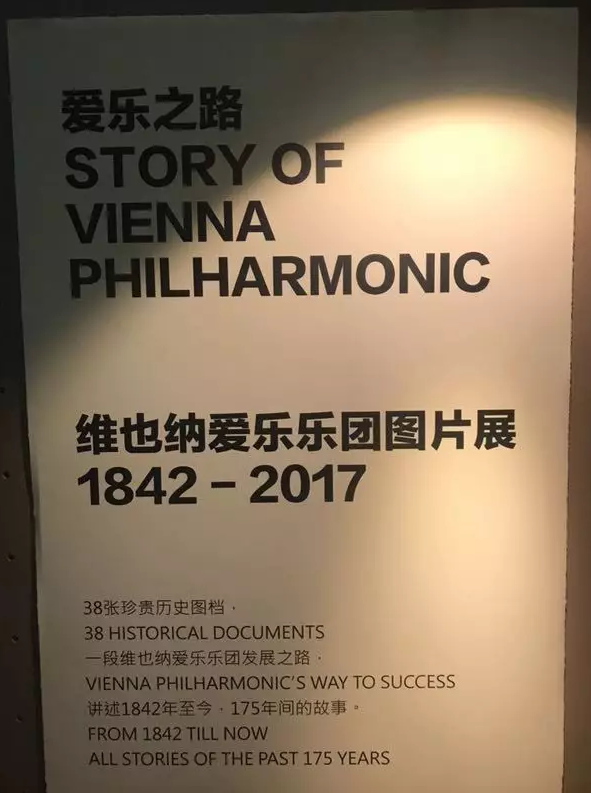 爱乐之路
STORY OF
VIENNA
PHILHARMONIC
维也纳爱乐乐团图片展
1842 – 2017
38张珍贵历史图档，
38 HISTORICAL DOCUMENTS
一段维也纳爱乐乐团发展之路，
VIENNA PHILHARMONIC'S WAY TO SUCCESS
讲述1842年至今，175年间的故事。
FROM 1842 TILL NOW
ALL STORIES OF THE PAST 175 YEARS